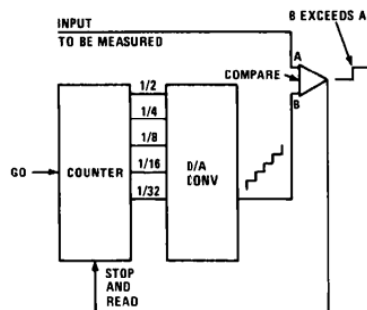 INPUT
TO BE MEASURED
B EXCEEDS A
A
COMPARE
B
1/2
1/4
1/8
1/16
1/32
GO
COUNTER
D/A
CONV
STOP
AND
READ